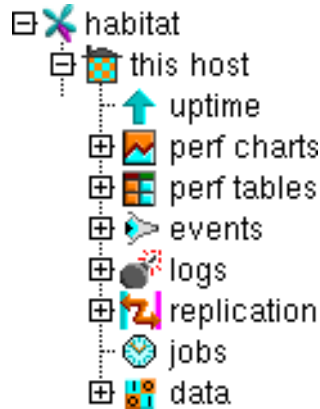 habitat
this host
uptime
perf charts
perf tables
events
logs
replication
jobs
data